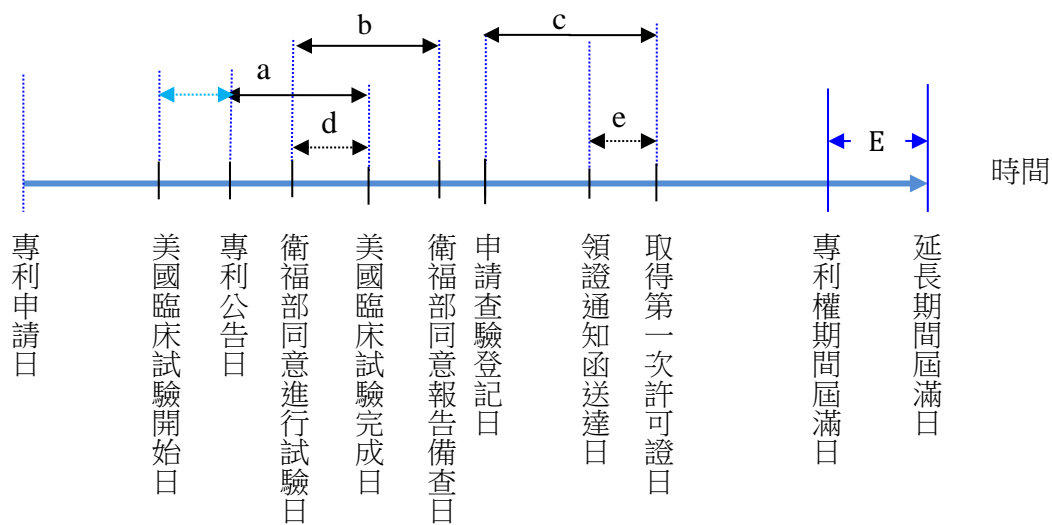 b
c
a
d
e
E
時間
專利申請日
美國臨床試驗開始日
專利公告日
衛福部同意進行試驗日
美國臨床試驗完成日
衛福部同意報告備查日
申請查驗登記日
領證通知函送達日
取得第一次許可證日
專利權期間屆滿日
延長期間屆滿日